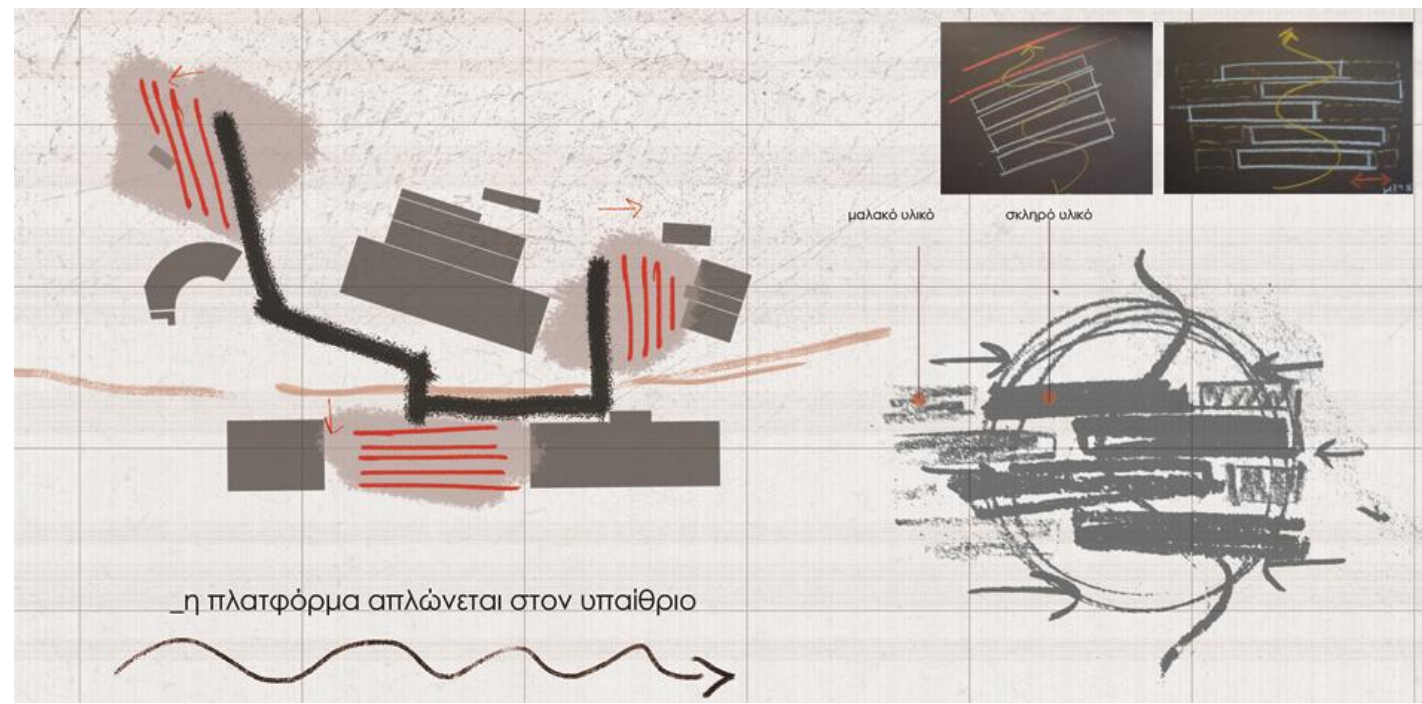 μαλακό υλικό
σκληρό υλικό
_η πλατφόρμα απλώνεται στον υπαίθριο